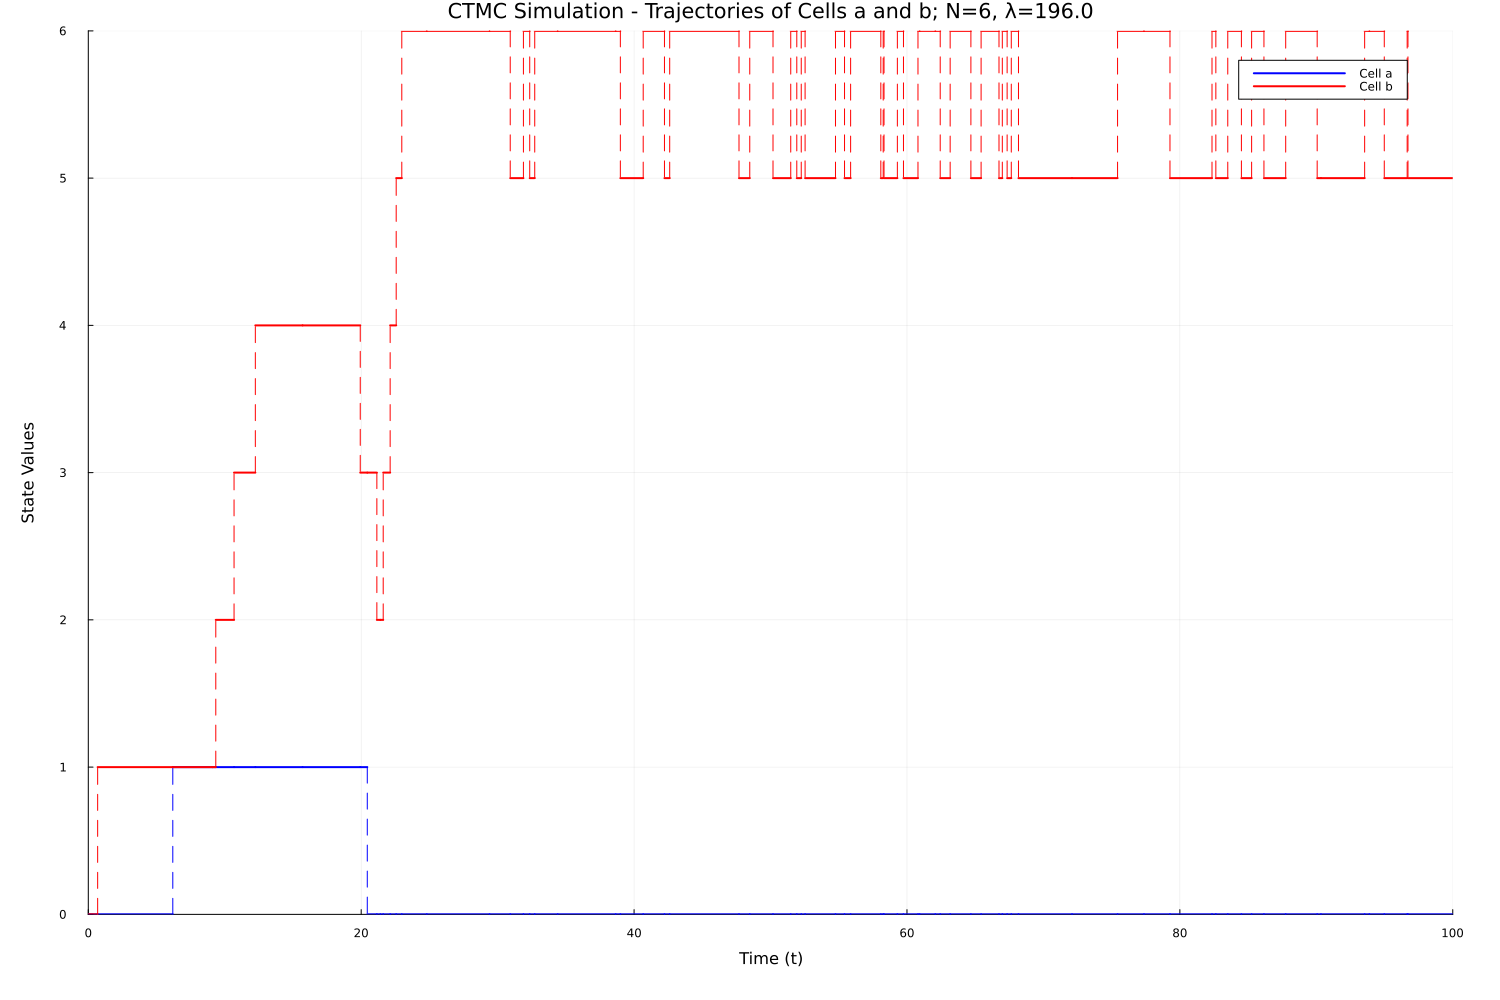 CTMC Simulation - Trajectories of Cells a and b; N=6, λ=196.0
6
Cell a
Cell b
5
4
State Values
3
2
1
0
0 20 40 60 80 100
Time (t)